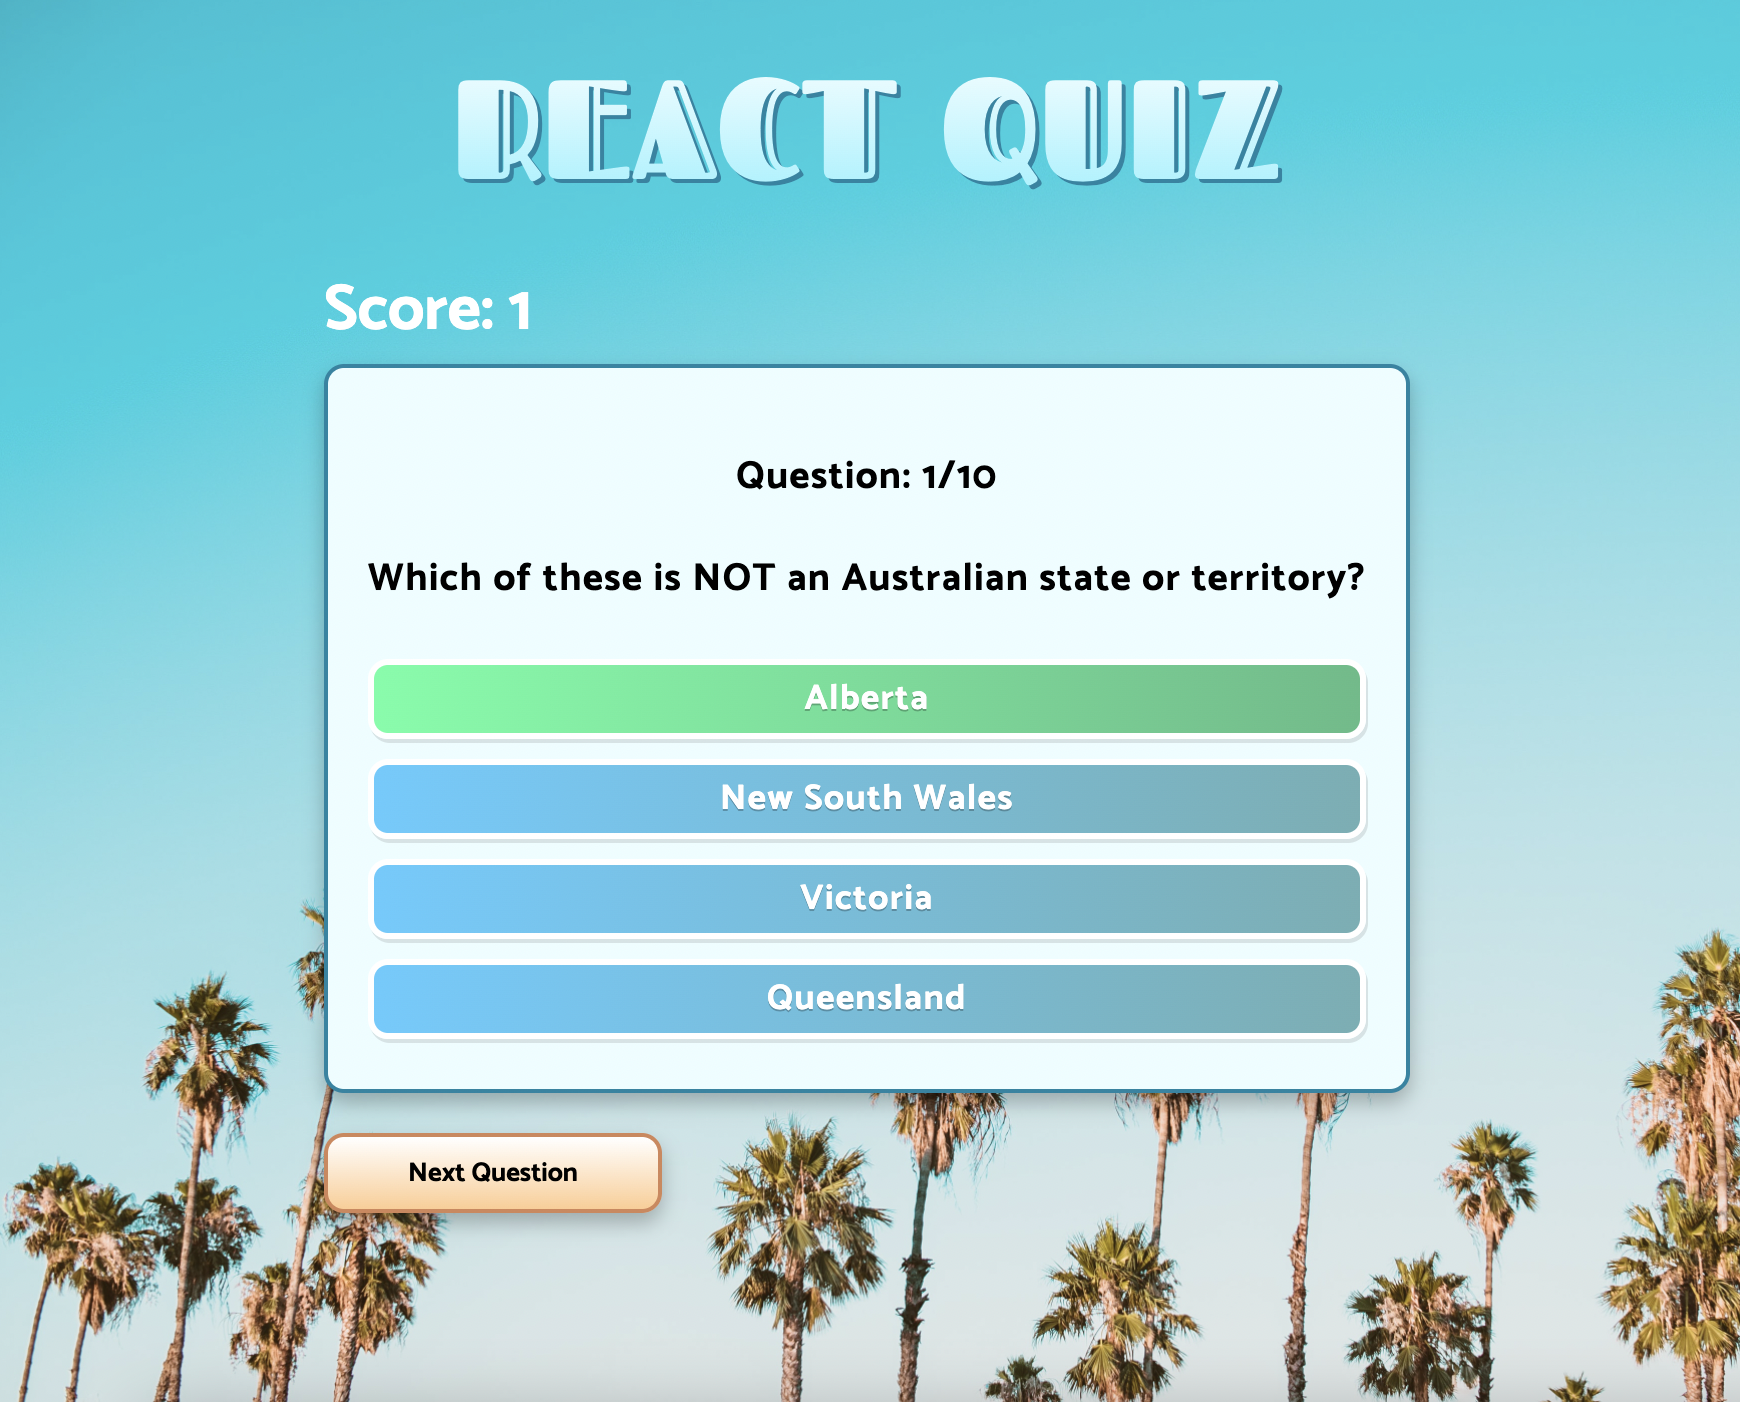 REACT QUIZ
Score: 1
Question: 1/10
Which of these is NOT an Australian state or territory?
Alberta
New South Wales
Victoria
Queensland
Next Question